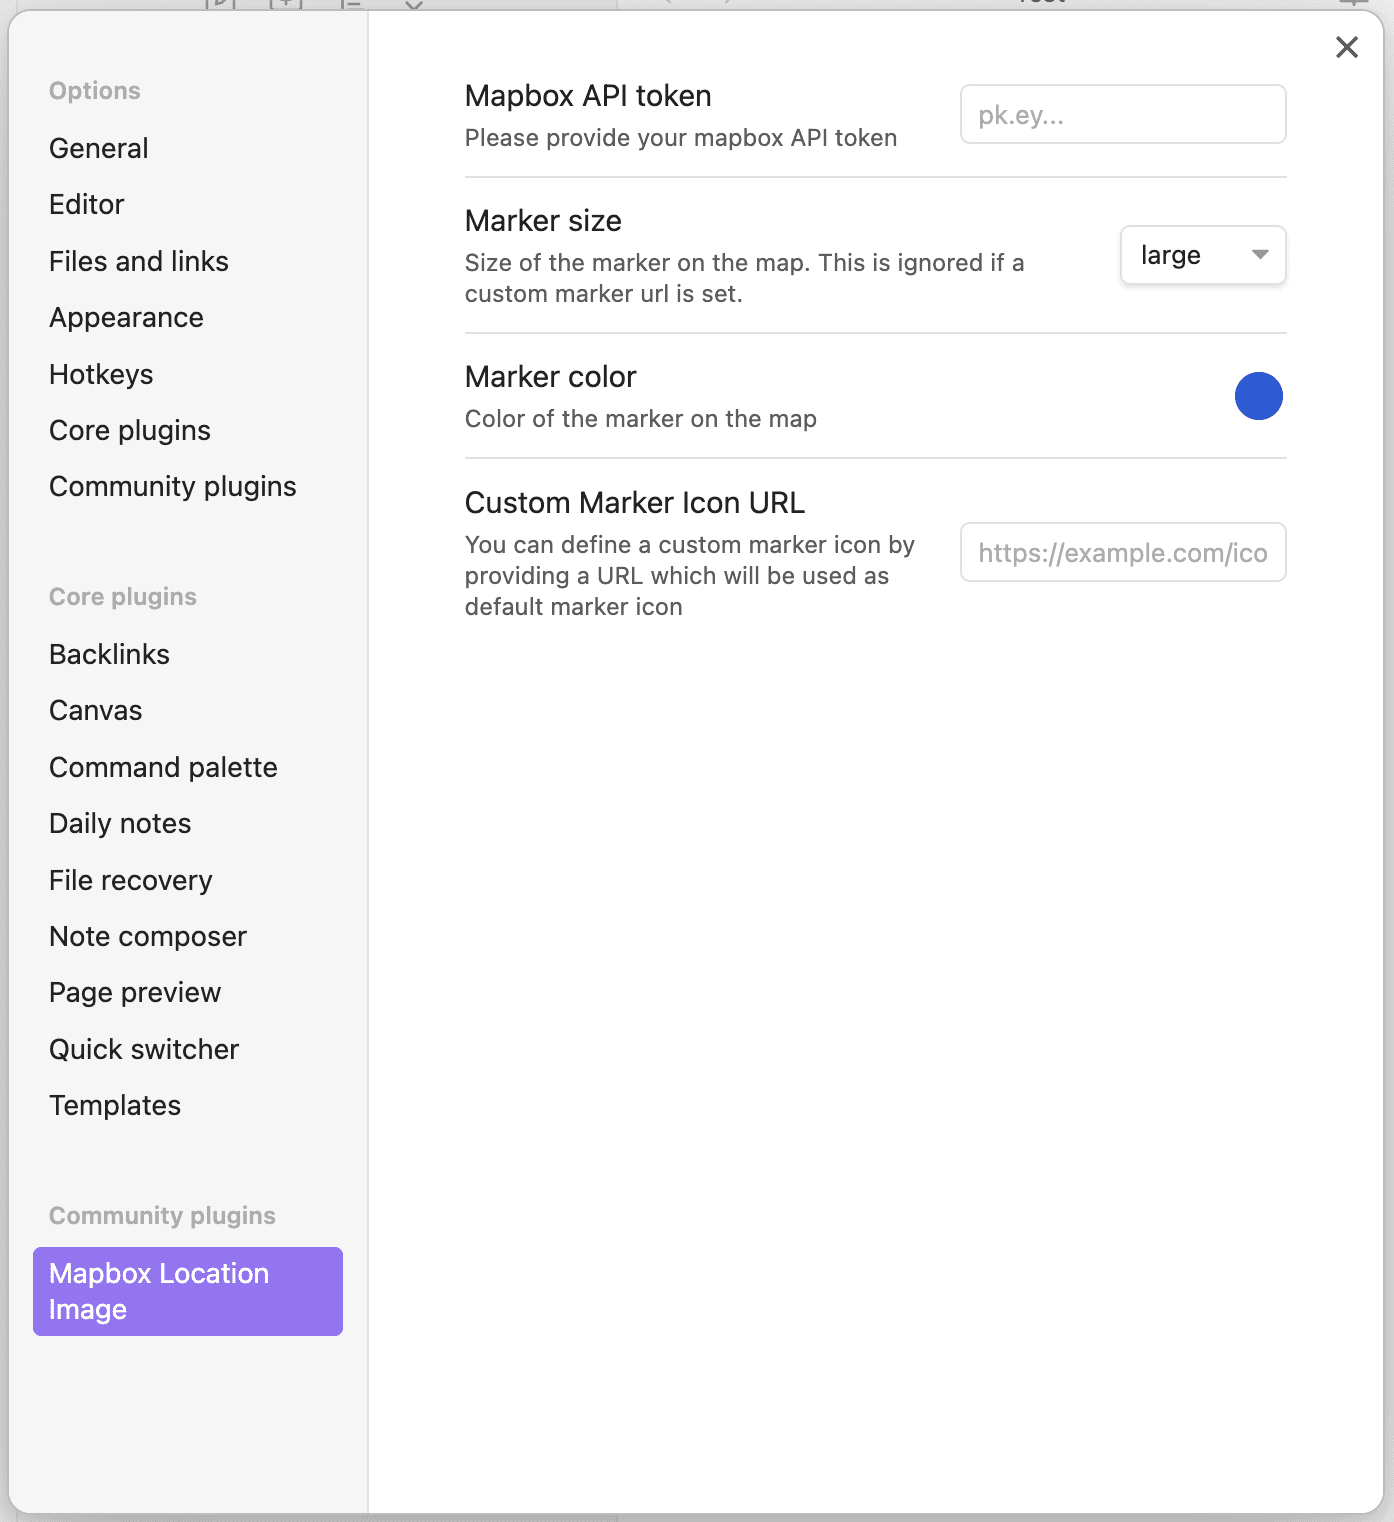 Options
General
Editor
Files and links
Appearance
Hotkeys
Core plugins
Community plugins
Core plugins
Backlinks
Canvas
Command palette
Daily notes
File recovery
Note composer
Page preview
Quick switcher
Templates
Community plugins
Mapbox Location
Image
Mapbox API token
Please provide your mapbox API token
pk.ey...
Marker size
Size of the marker on the map. This is ignored if a
custom marker url is set.
large
Marker color
Color of the marker on the map
Custom Marker Icon URL
You can define a custom marker icon by
providing a URL which will be used as
default marker icon
https://example.com/ico